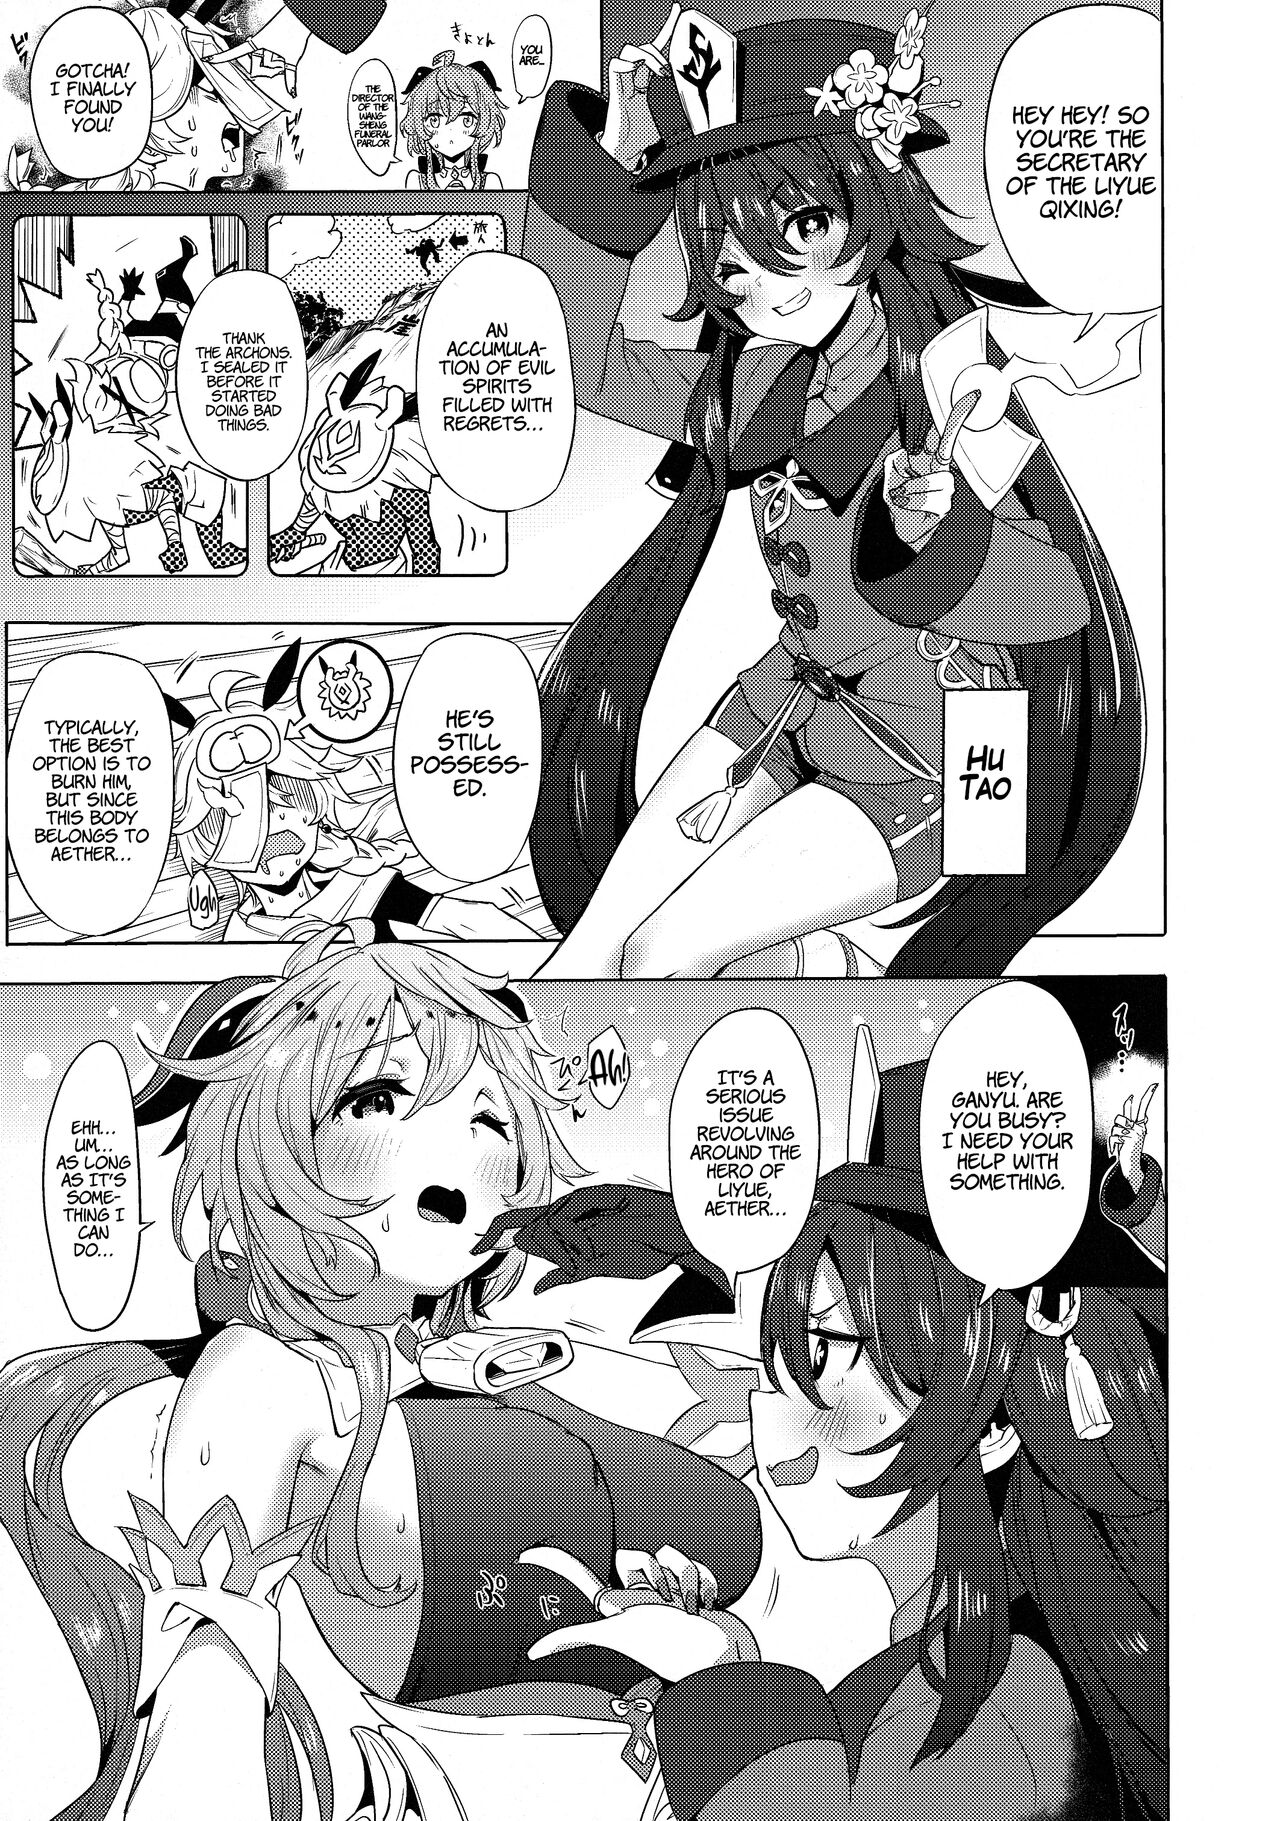 HEY HEY! SO
YOU'RE THE
SECRETARY
OF THE LIYUE
QIXING!
HU
TAO
YOU
ARE...
きょとん
THE
DIRECTOR
OF THE
WANG-
SHENG
FUNERAL
PARLOR
GOTCHA!
I FINALLY
FOUND
YOU!
旅人
AN
ACCUMULA-
TION OF EVIL
SPIRITS
FILLED WITH
REGRETS...
THANK
THE ARCHONS.
I SEALED IT
BEFORE IT
STARTED
DOING BAD
THINGS.
HE'S
STILL
POSSESS-
ED.
TYPICALLY,
THE BEST
OPTION IS TO
BURN HIM,
BUT SINCE
THIS BODY
BELONGS TO
AETHER...
Ugh
HEY,
GANYU. ARE
YOU BUSY?
I NEED YOUR
HELP WITH
SOMETHING.
IT'S A
SERIOUS
ISSUE
REVOLVING
AROUND THE
HERO OF
LIYUE,
AETHER...
Ah!
EHH...
UM...
AS LONG
AS IT'S
SOME-
THING I
CAN
DO...
ぷに